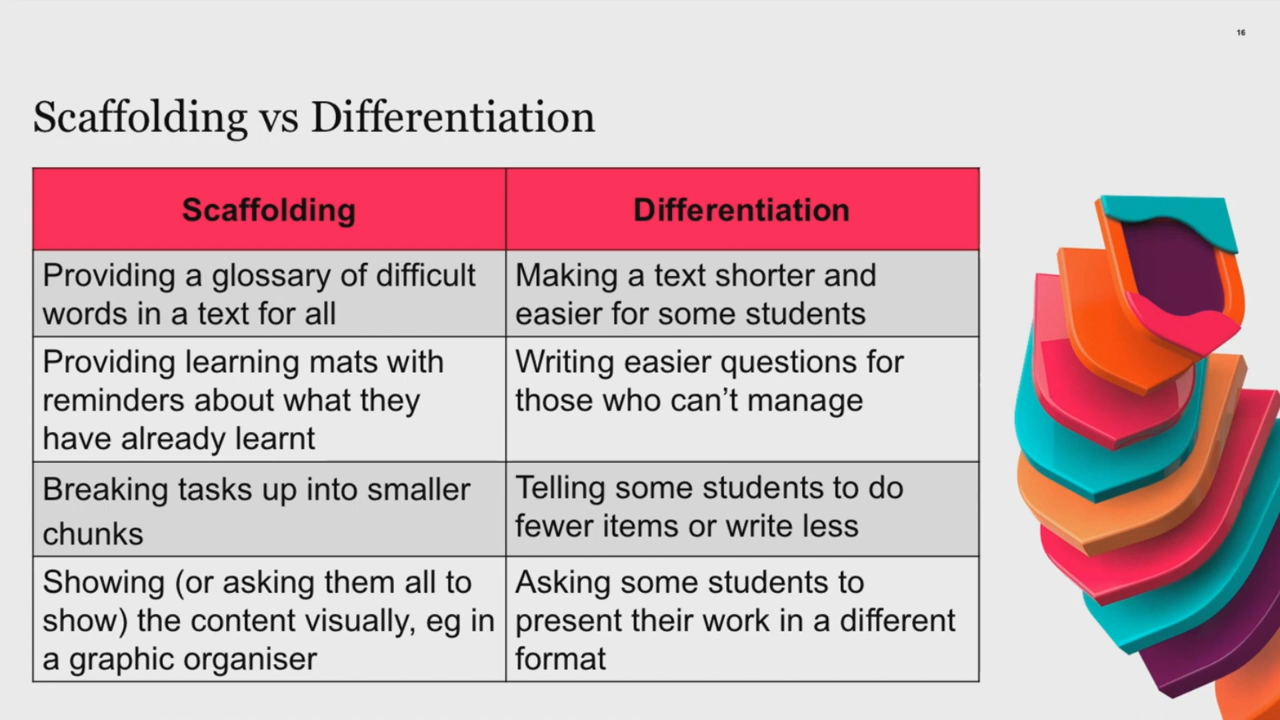 16
Scaffolding vs Differentiation
Scaffolding
Differentiation
Providing a glossary of difficult
words in a text for all
Making a text shorter and
easier for some students
Providing learning mats with
reminders about what they
have already learnt
Writing easier questions for
those who can’t manage
Breaking tasks up into smaller
chunks
Telling some students to do
fewer items or write less
Showing (or asking them all to
show) the content visually, eg in
a graphic organiser
Asking some students to
present their work in a different
format